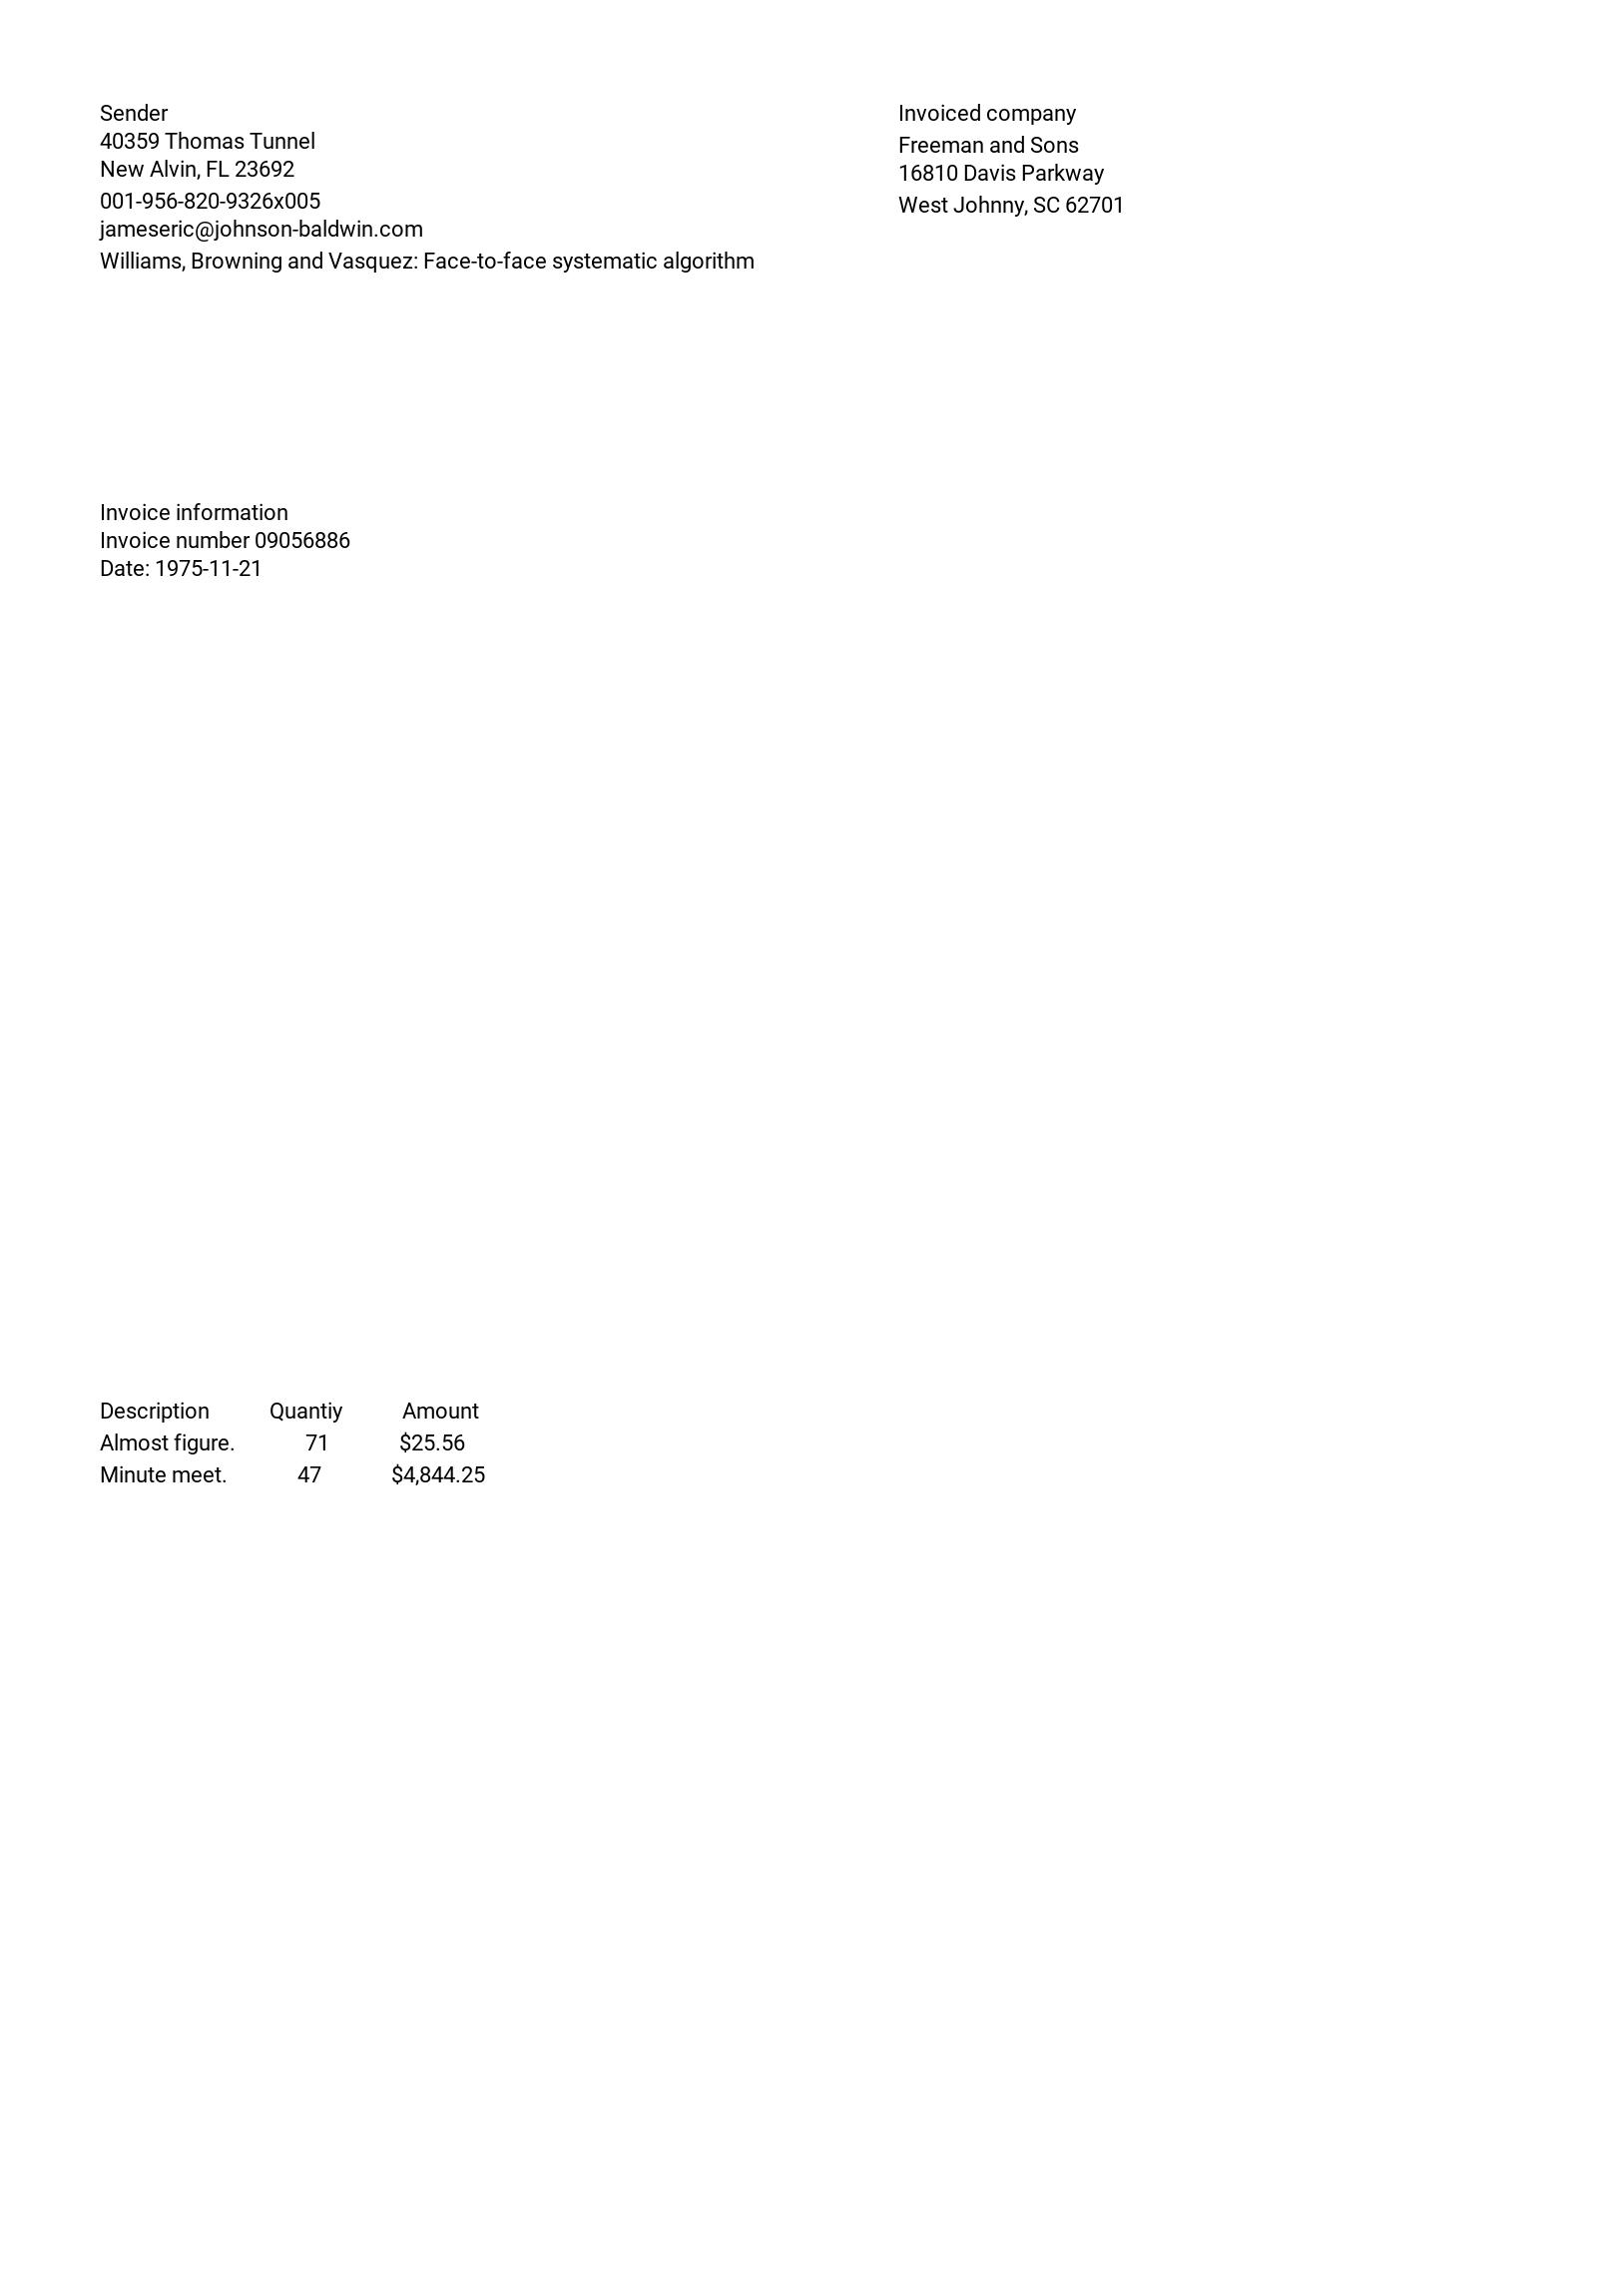 Sender
40359 Thomas Tunnel
New Alvin, FL 23692
001-956-820-9326x005
jameseric@johnson-baldwin.com
Williams, Browning and Vasquez: Face-to-face systematic algorithm
Invoiced company
Freeman and Sons
16810 Davis Parkway
West Johnny, SC 62701
Invoice information
Invoice number 09056886
Date: 1975-11-21
Description Quantiy Amount
Almost figure. 71 $25.56
Minute meet. 47 $4,844.25